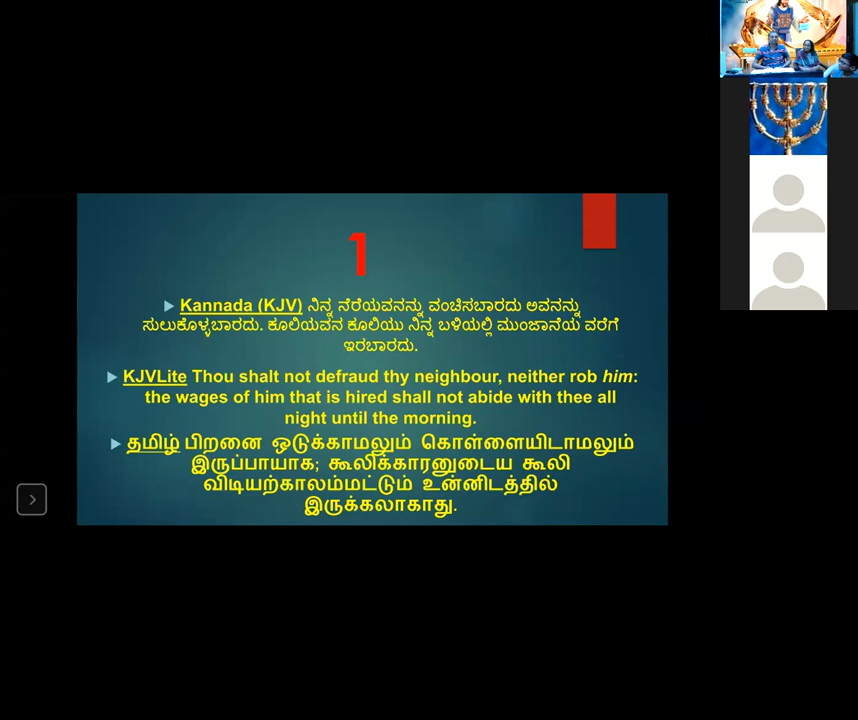 1
Kannada (KJV) ನಿನ್ನ ನೆರೆಯವನನ್ನು ವಂಚಿಸಬಾರದು ಅವನನ್ನು
ಸುಲುಕೊಳ್ಳಬಾರದು. ಕೂಲಿಯವನ ಕೂಲಿಯು ನಿನ್ನ ಬಳಿಯಲ್ಲಿ ಮುಂಜಾನೆಯ ವರೆಗೆ
ಇರಬಾರದು.
KJVLite Thou shalt not defraud thy neighbour, neither rob him:
the wages of him that is hired shall not abide with thee all
night until the morning.
தமிழ் பிறனை ஒடுக்காமலும் கொள்ளையிடாமலும்
இருப்பாயாக; கூலிக்காரனுடைய கூலி
விடியற்காலம்மட்டும் உன்னிடத்தில்
இருக்கலாகாது.